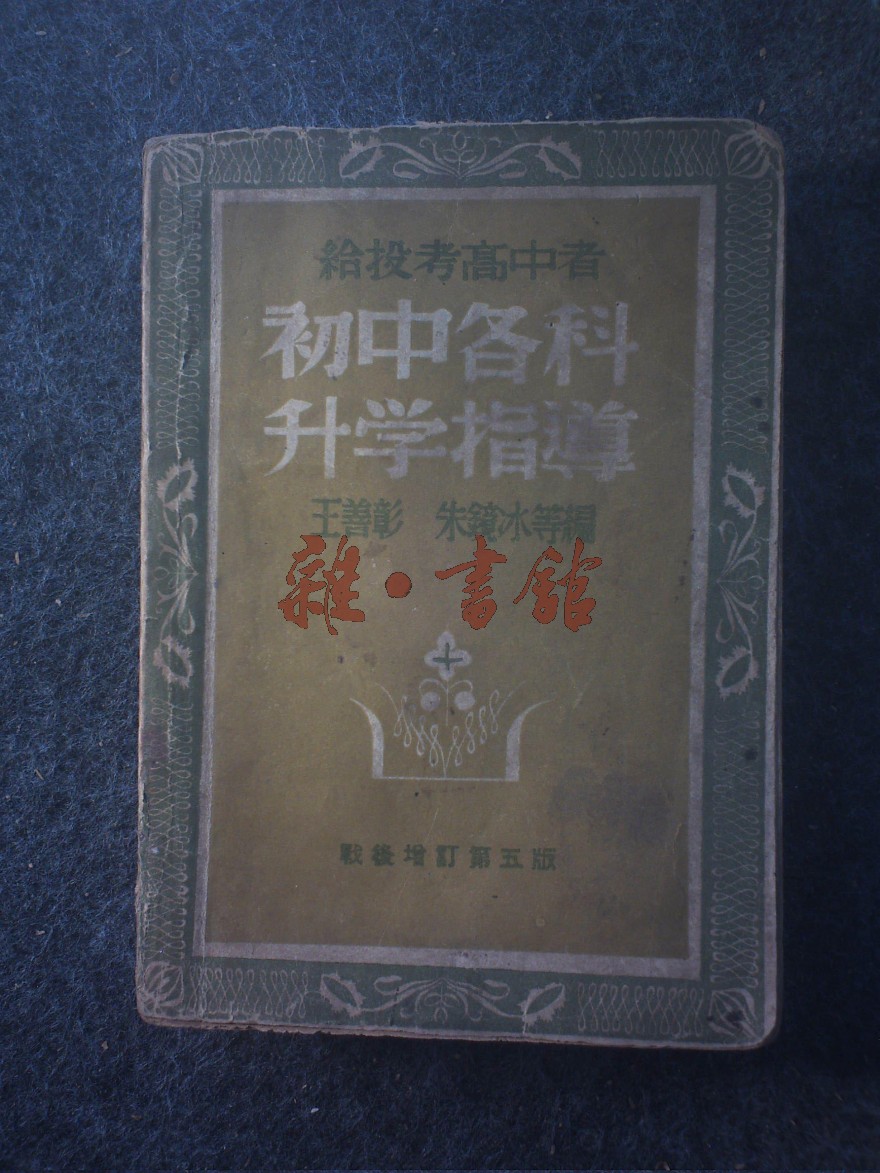 給投考高中者
初中各科
升学指導
王善彰 朱鏡冰等編
雜·書館
戰後增訂第五版